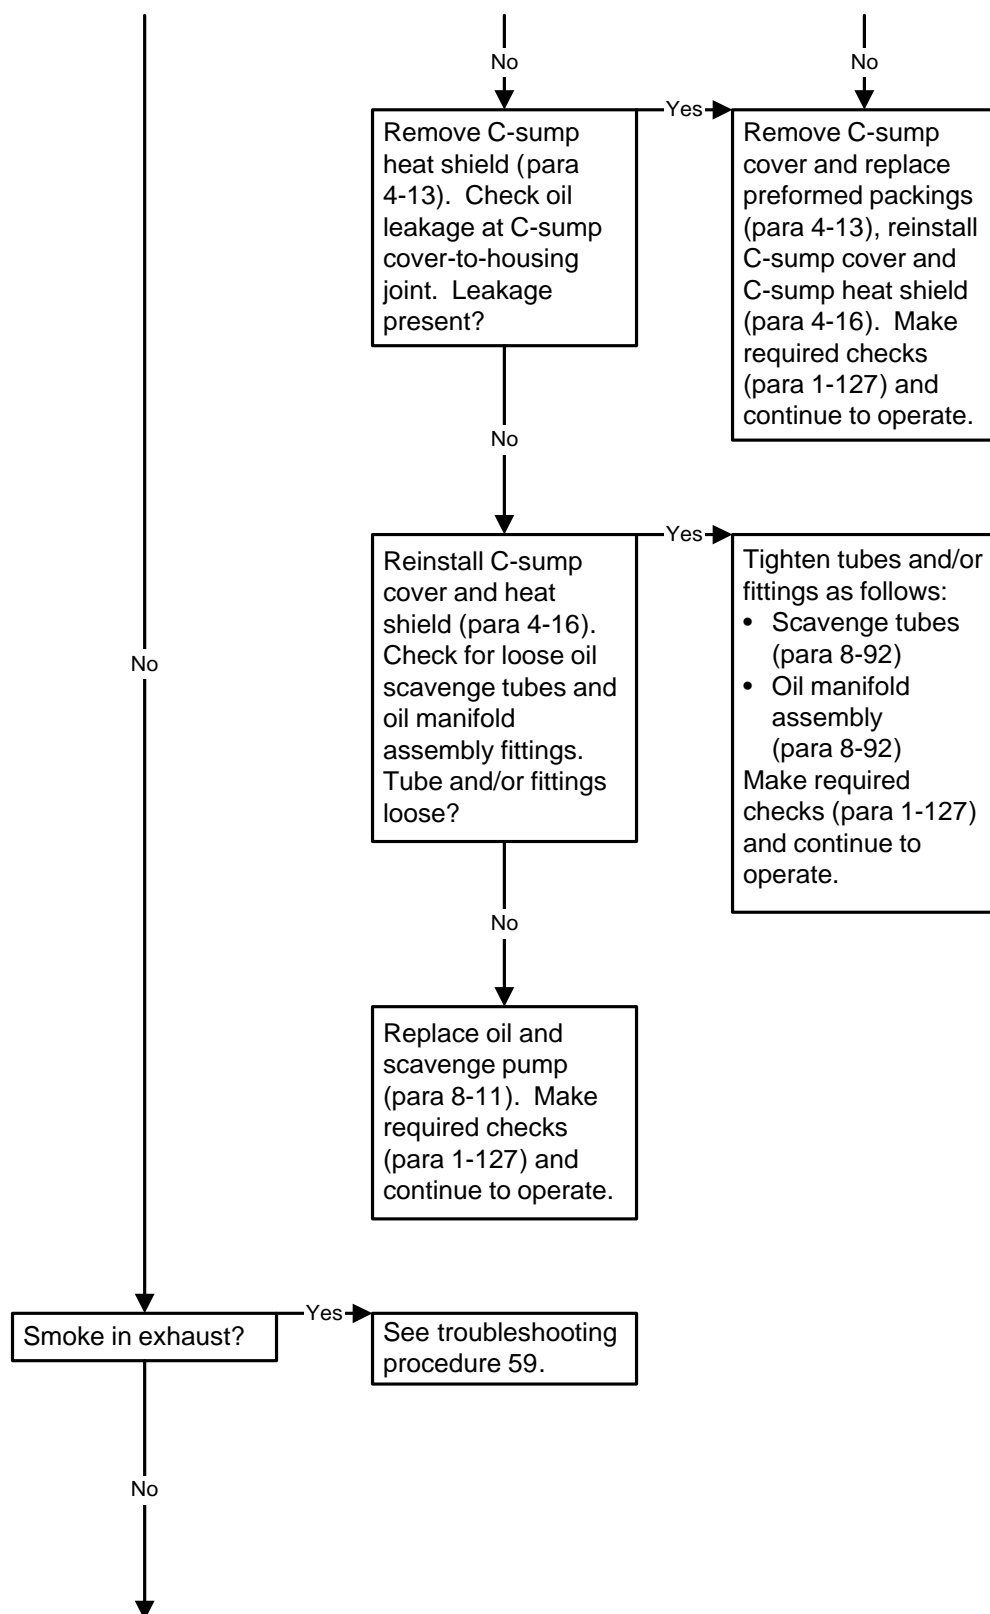 No
No
Remove C-sump
heat shield (para
4-13).  Check oil
leakage at C-sump
cover-to-housing
joint.  Leakage
present?
Yes
Remove C-sump
cover and replace
preformed packings
(para 4-13), reinstall
C-sump cover and
C-sump heat shield
(para 4-16).  Make
required checks
(para 1-127) and
continue to operate.
No
Reinstall C-sump
cover and heat
shield (para 4-16).
Check for loose oil
scavenge tubes and
oil manifold
assembly fittings.
Tube and/or fittings
loose?
Yes
Tighten tubes and/or
fittings as follows:
• Scavenge tubes
(para 8-92)
• Oil manifold
assembly
(para 8-92)
Make required
checks (para 1-127)
and continue to
operate.
No
No
Replace oil and
scavenge pump
(para 8-11).  Make
required checks
(para 1-127) and
continue to operate.
Smoke in exhaust?
Yes
See troubleshooting
procedure 59.
No